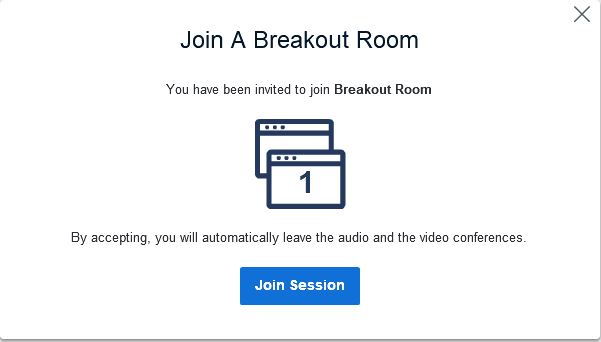 Join A Breakout Room
You have been invited to join Breakout Room
1
By accepting, you will automatically leave the audio and the video conferences.
Join Session